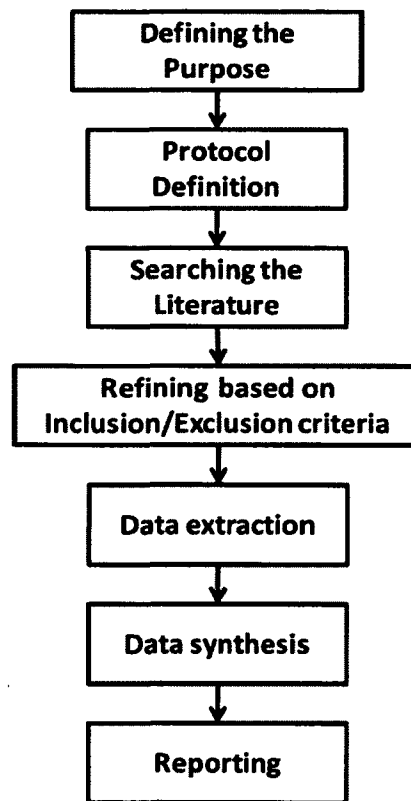 Defining the
Purpose
Protocol
Definition
Searching the
Literature
Refining based on
Inclusion/Exclusion criteria
Data extraction
Data synthesis
Reporting